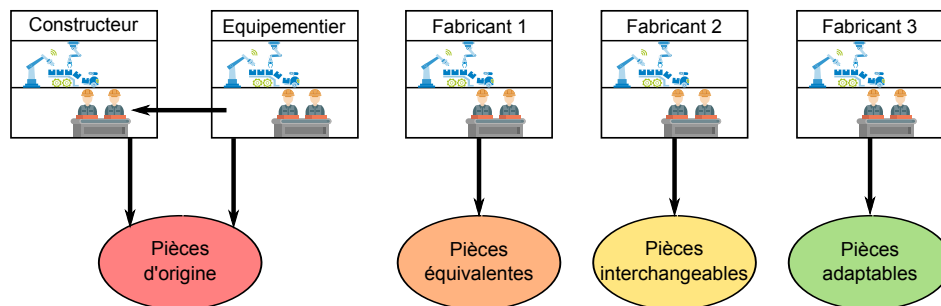 Constructeur
Equipementier
Fabricant 1
Fabricant 2
Fabricant 3
Pièces
d'origine
Pièces
équivalentes
Pièces
interchangeables
Pièces
adaptables